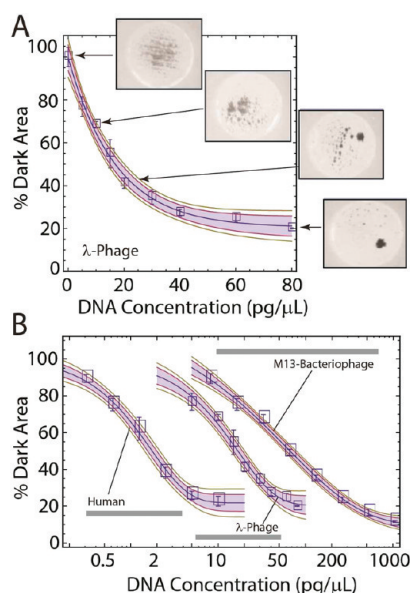 A
100
80
60
40
20
0
% Dark Area
λ-Phage
0 20 40 60 80
DNA Concentration (pg/μL)
B
100
80
60
40
20
0
% Dark Area
M13-Bacteriophage
Human
λ-Phage
0.5 2 10 50 200 1000
DNA Concentration (pg/μL)